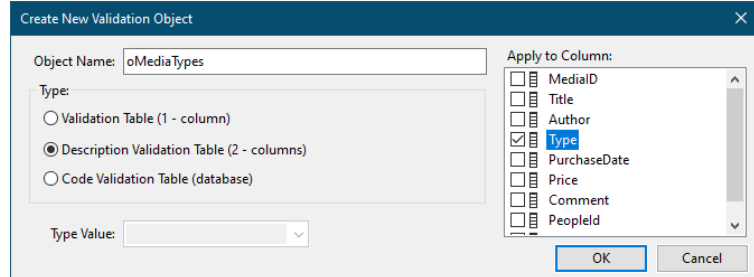 Create New Validation Object
Object Name: oMediaTypes
Type:
Validation Table (1 - column)
Description Validation Table (2 - columns)
Code Validation Table (database)
Type Value:
Apply to Column:
MediaID
Title
Author
Type
PurchaseDate
Price
Comment
PeopleId
OK
Cancel